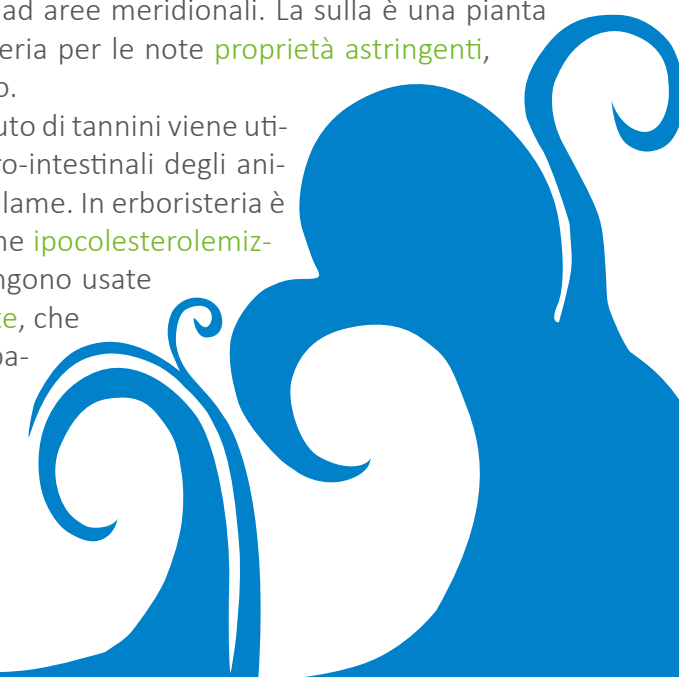 ad aree meridionali. La sulla è una pianta
eria per le note proprietà astringenti,
o.
uto di tannini viene uti-
ro-intestinali degli ani-
lame. In erboristeria è
ne ipocolesterolemiz-
ngono usate
te, che
pa-